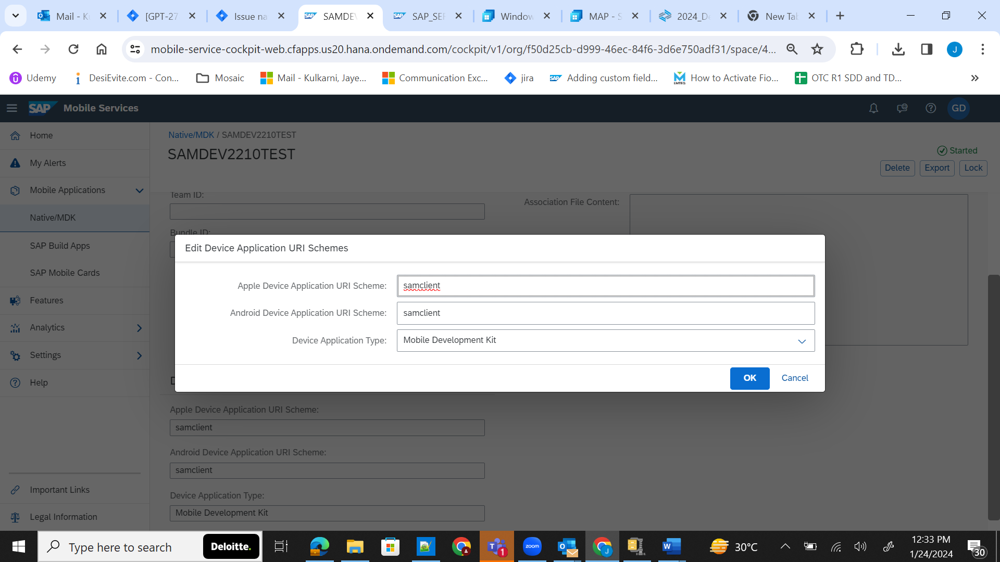 Mail - K
[GPT-27
Issue na
SAMDEV
SAP_SER
Window
MAP - S
2024_De
New Tab
mobile-service-cockpit-web.cfapps.us20.hana.ondemand.com/cockpit/v1/org/f50d25cb-d999-46ec-84f6-3d6e750adf31/space/4...
J
Udemy
DesiEvite.com - Con...
Mosaic
Mail - Kulkarni, Jaye...
Communication Exc...
jira
Adding custom field...
How to Activate Fio...
OTC R1 SDD and TD...
SAP Mobile Services
GD
Home
My Alerts
Mobile Applications
Native/MDK
SAP Build Apps
SAP Mobile Cards
Features
Analytics
Settings
Help
Important Links
Legal Information
Native/MDK / SAMDEV2210TEST
SAMDEV2210TEST
Started
Delete
Export
Lock
Team ID:
Association File Content:
Bundle ID:
Edit Device Application URI Schemes
Apple Device Application URI Scheme:
samclient
Android Device Application URI Scheme:
samclient
Device Application Type:
Mobile Development Kit
OK
Cancel
Apple Device Application URI Scheme:
samclient
Android Device Application URI Scheme:
samclient
Device Application Type:
Mobile Development Kit
Type here to search
Deloitte.
zoom
30°C
12:33 PM
1/24/2024
30